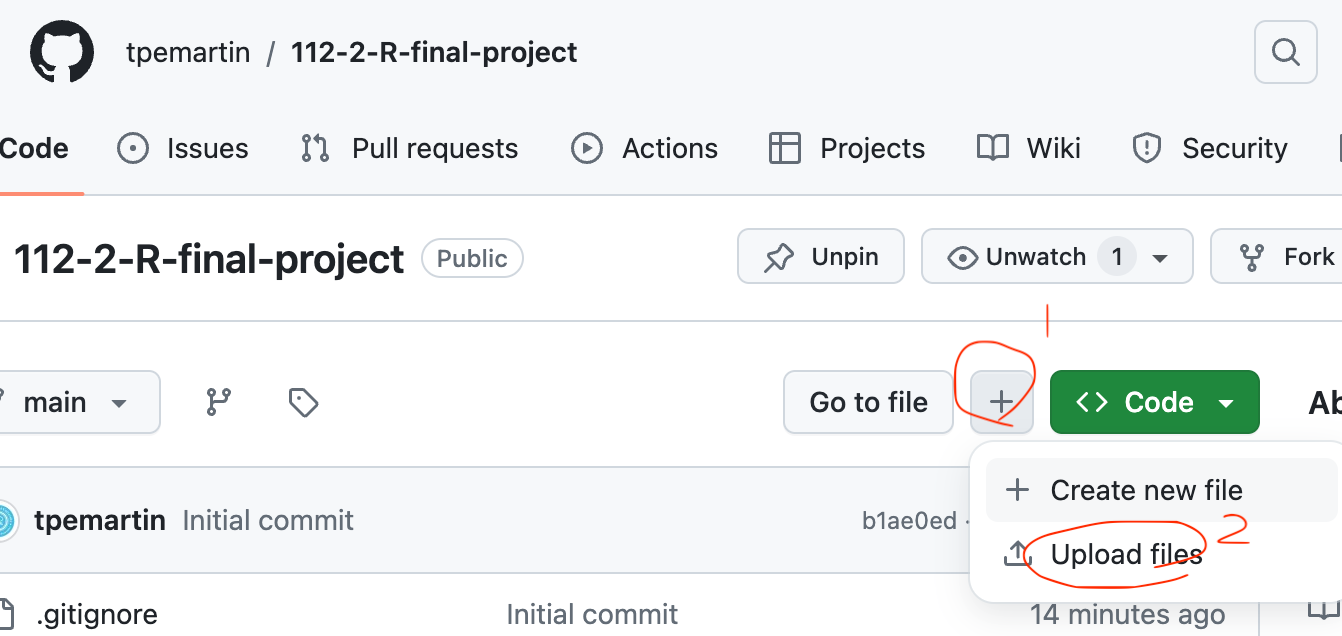 tpemartin / 112-2-R-final-project
Code Issues Pull requests Actions Projects Wiki Security
112-2-R-final-project Public Unpin Unwatch 1 Fork
1
main Go to file + Code
Create new file
tpemartin Initial commit b1ae0ed ·
Upload files 2
.gitignore Initial commit 14 minutes ago